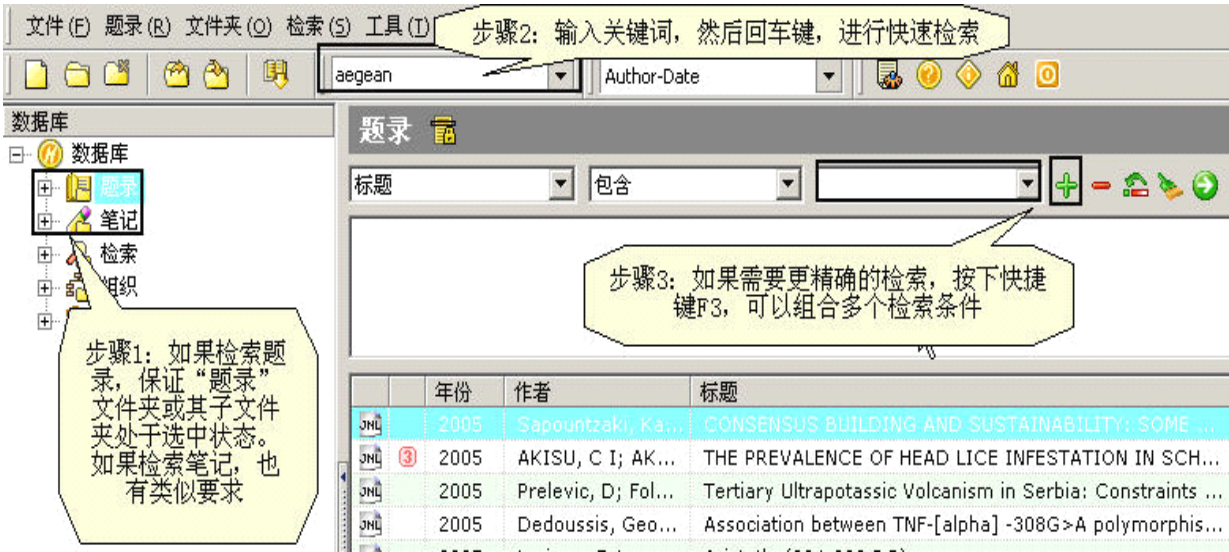 文件(F) 题录(R) 文件夹(O) 检索(S) 工具(T)
步骤2：输入关键词，然后回车键，进行快速检索
aegean
Author-Date
数据库
数据库
题录
笔记
检索
组织
步骤1：如果检索题
录，保证“题录”
文件夹或其子文件
夹处于选中状态。
如果检索笔记，也
有类似要求
题录
标题 包含
步骤3：如果需要更精确的检索，按下快捷
键F3，可以组合多个检索条件
年份 作者 标题
JNL 2005 Sapountzaki, Ka... CONSENSUS BUILDING AND SUSTAINABILITY: SOME ...
JNL 3 2005 AKISU, C I; AK... THE PREVALENCE OF HEAD LICE INFESTATION IN SCH...
JNL 2005 Prelevic, D; Fol... Tertiary Ultrapotassic Volcanism in Serbia: Constraints ...
JNL 2005 Dedoussis, Geo... Association between TNF-[alpha] -308G>A polymorphis...